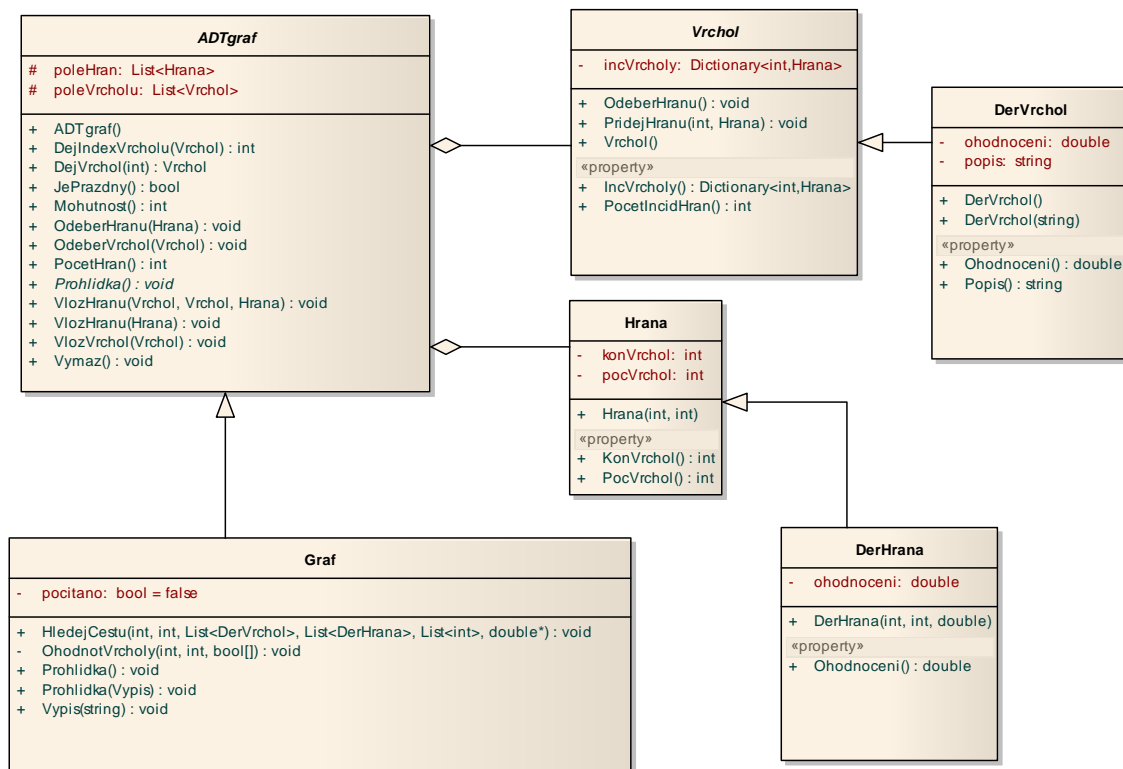 ADTgraf
# poleHran: List<Hrana>
# poleVrcholu: List<Vrchol>
+ ADTgraf()
+ DejIndexVrcholu(Vrchol) : int
+ DejVrchol(int) : Vrchol
+ JePrazdny() : bool
+ Mohutnost() : int
+ OdeberHranu(Hrana) : void
+ OdeberVrchol(Vrchol) : void
+ PocetHran() : int
+ Prohlidka() : void
+ VlozHranu(Vrchol, Vrchol, Hrana) : void
+ VlozHranu(Hrana) : void
+ VlozVrchol(Vrchol) : void
+ Vymaz() : void
Vrchol
- incVrcholy: Dictionary<int,Hrana>
+ OdeberHranu() : void
+ PridejHranu(int, Hrana) : void
+ Vrchol()
«property»
+ IncVrcholy() : Dictionary<int,Hrana>
+ PocetIncidHran() : int
DerVrchol
- ohodnoceni: double
- popis: string
+ DerVrchol()
+ DerVrchol(string)
«property»
+ Ohodnoceni() : double
+ Popis() : string
Hrana
- konVrchol: int
- pocVrchol: int
+ Hrana(int, int)
«property»
+ KonVrchol() : int
+ PocVrchol() : int
Graf
- pocitano: bool = false
+ HledejCestu(int, int, List<DerVrchol>, List<DerHrana>, List<int>, double*) : void
- OhodnotVrcholy(int, int, bool[]) : void
+ Prohlidka() : void
+ Prohlidka(Vypis) : void
+ Vypis(string) : void
DerHrana
- ohodnoceni: double
+ DerHrana(int, int, double)
«property»
+ Ohodnoceni() : double